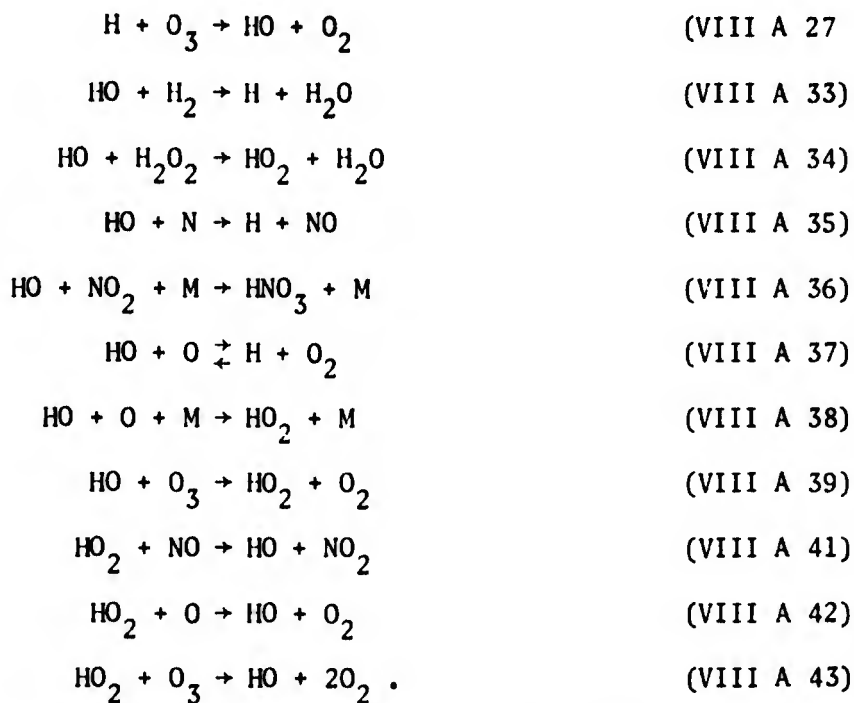 H + O₃ → HO + O₂ (VIII A 27
HO + H₂ → H + H₂O (VIII A 33)
HO + H₂O₂ → HO₂ + H₂O (VIII A 34)
HO + N → H + NO (VIII A 35)
HO + NO₂ + M → HNO₃ + M (VIII A 36)
HO + O ⇄ H + O₂ (VIII A 37)
HO + O + M → HO₂ + M (VIII A 38)
HO + O₃ → HO₂ + O₂ (VIII A 39)
HO₂ + NO → HO + NO₂ (VIII A 41)
HO₂ + O → HO + O₂ (VIII A 42)
HO₂ + O₃ → HO + 2O₂ . (VIII A 43)